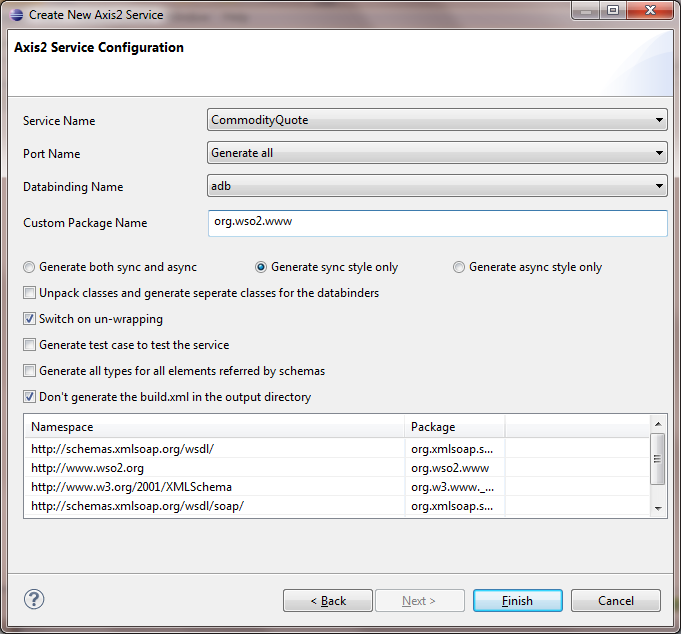 Create New Axis2 Service
Axis2 Service Configuration
Service Name CommodityQuote
Port Name Generate all
Databinding Name adb
Custom Package Name org.wso2.www
Generate both sync and async Generate sync style only Generate async style only
Unpack classes and generate seperate classes for the databinders
Switch on un-wrapping
Generate test case to test the service
Generate all types for all elements referred by schemas
Don't generate the build.xml in the output directory
Namespace Package
http://schemas.xmlsoap.org/wsdl/ org.xmlsoap.s...
http://www.wso2.org org.wso2.www
http://www.w3.org/2001/XMLSchema org.w3.www._...
http://schemas.xmlsoap.org/wsdl/soap/ org.xmlsoap.s...
? < Back Next > Finish Cancel